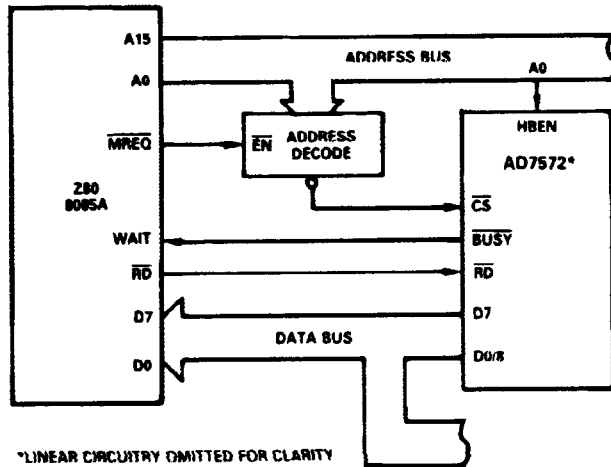 A15
ADDRESS BUS
A0
A0
HBEN
MREQ
EN ADDRESS
DECODE
AD7572*
Z80
8085A
CS
WAIT
BUSY
RD
RD
D7
D7
DATA BUS
D0
D0/8
*LINEAR CIRCUITRY OMITTED FOR CLARITY